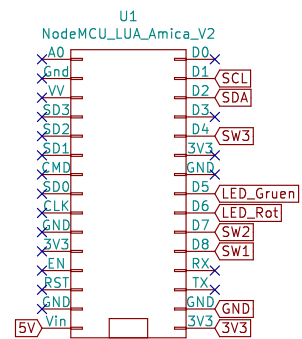 U1
NodeMCU_LUA_Amica_V2
A0 D0
Gnd D1 SCL
VV D2 SDA
SD3 D3
SD2 D4 SW3
SD1 3V3
CMD GND
SD0 D5 LED_Gruen
CLK D6 LED_Rot
GND D7 SW2
3V3 D8 SW1
EN RX
RST TX
GND GND GND
5V Vin 3V3 3V3